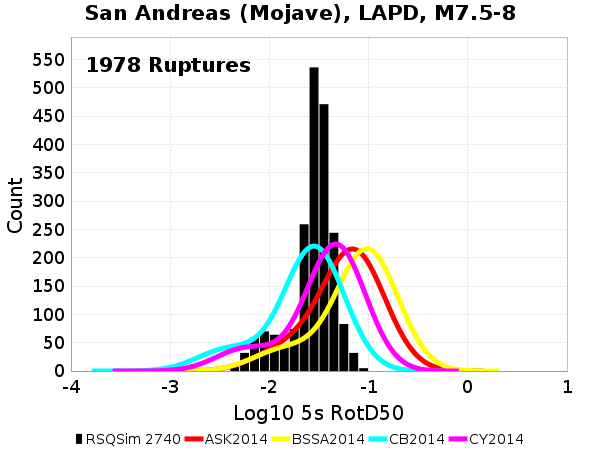 San Andreas (Mojave), LAPD, M7.5-8
1978 Ruptures
550
500
450
400
350
300
250
200
150
100
50
0
Count
-4 -3 -2 -1 0 1
Log10 5s RotD50
RSQSim 2740 ASK2014 BSSA2014 CB2014 CY2014